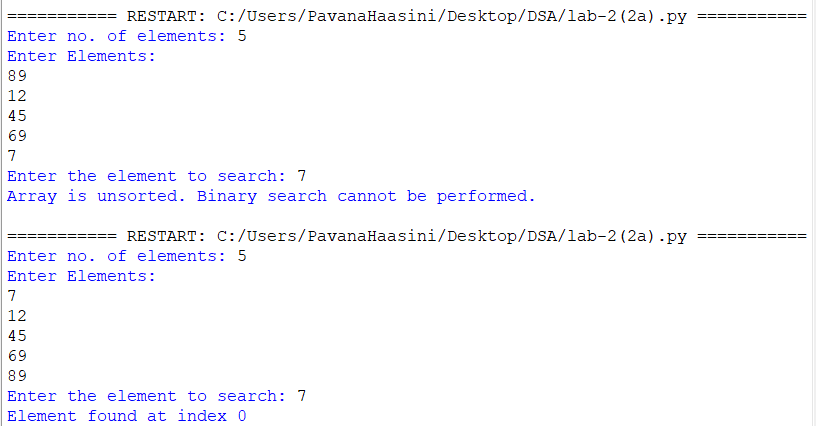 =========== RESTART: C:/Users/PavanaHaasini/Desktop/DSA/lab-2(2a).py ===========
Enter no. of elements: 5
Enter Elements:
89
12
45
69
7
Enter the element to search: 7
Array is unsorted. Binary search cannot be performed.
=========== RESTART: C:/Users/PavanaHaasini/Desktop/DSA/lab-2(2a).py ===========
Enter no. of elements: 5
Enter Elements:
7
12
45
69
89
Enter the element to search: 7
Element found at index 0